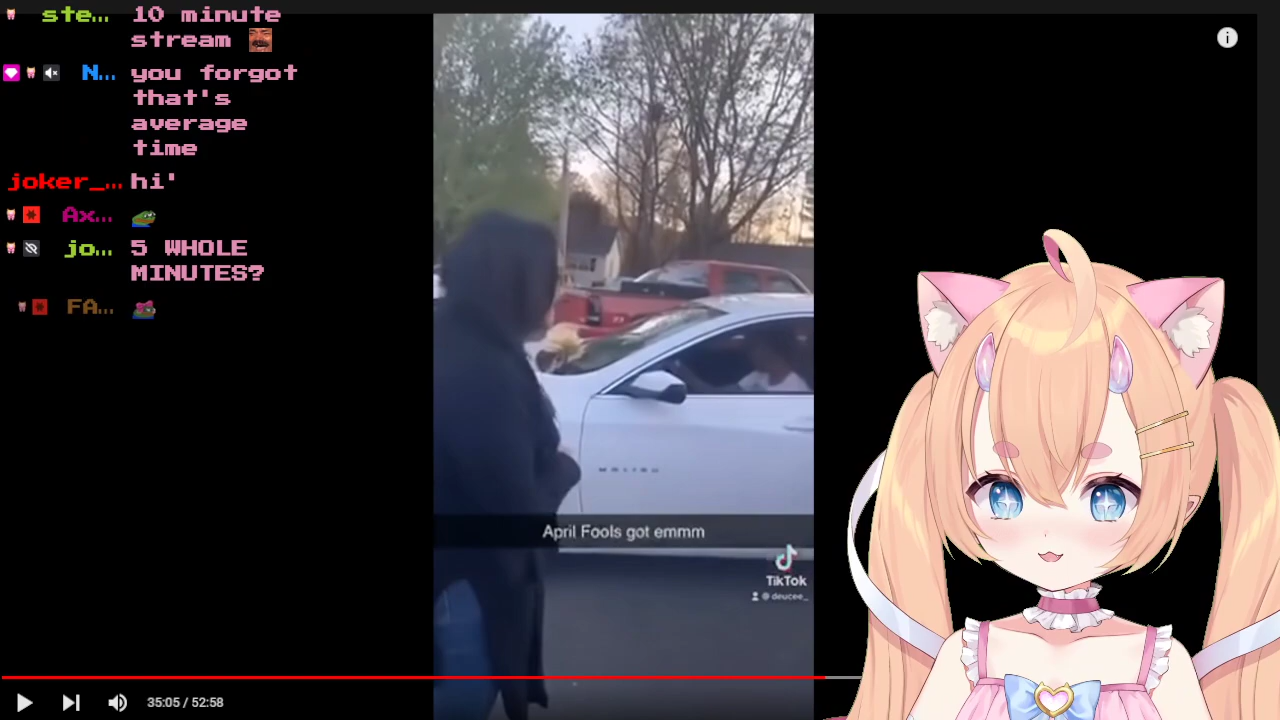 ste... 10 minute
stream
N... you forgot
that's
average
time
joker_... hi'
Ax...
jo... 5 WHOLE
MINUTES?
FA...
MALIBU
April Fools got emmm
TikTok
@ deucee_
35:05 / 52:58